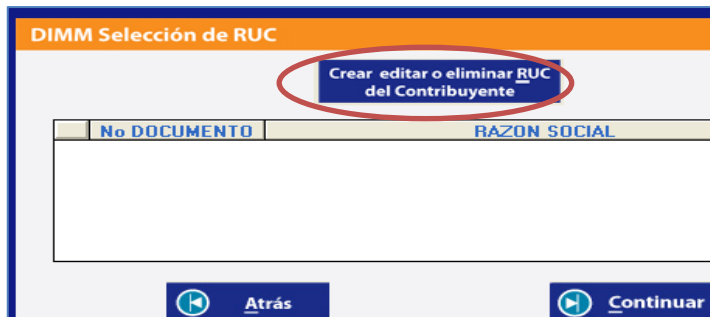 DIMM Selección de RUC
Crear editar o eliminar RUC
del Contribuyente
No DOCUMENTO RAZON SOCIAL
Atrás Continuar